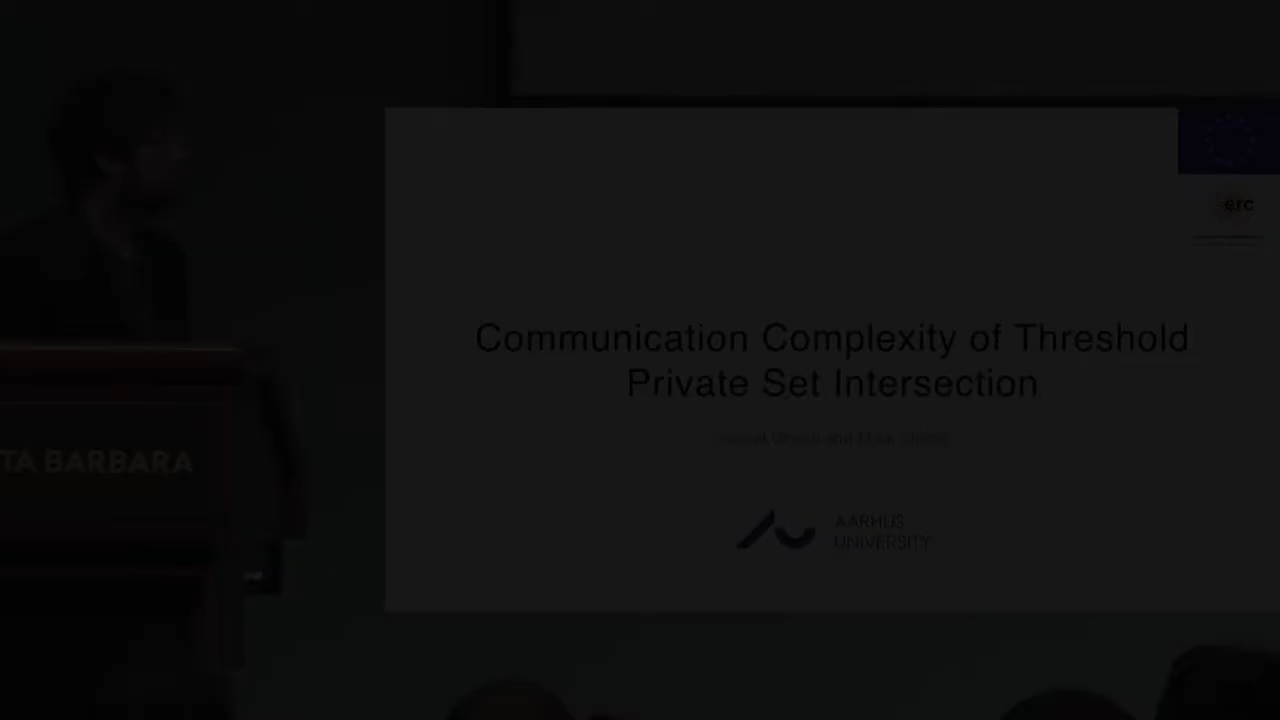 erc
Communication Complexity of Threshold
Private Set Intersection
TA BARBARA
AARHUS
UNIVERSITY